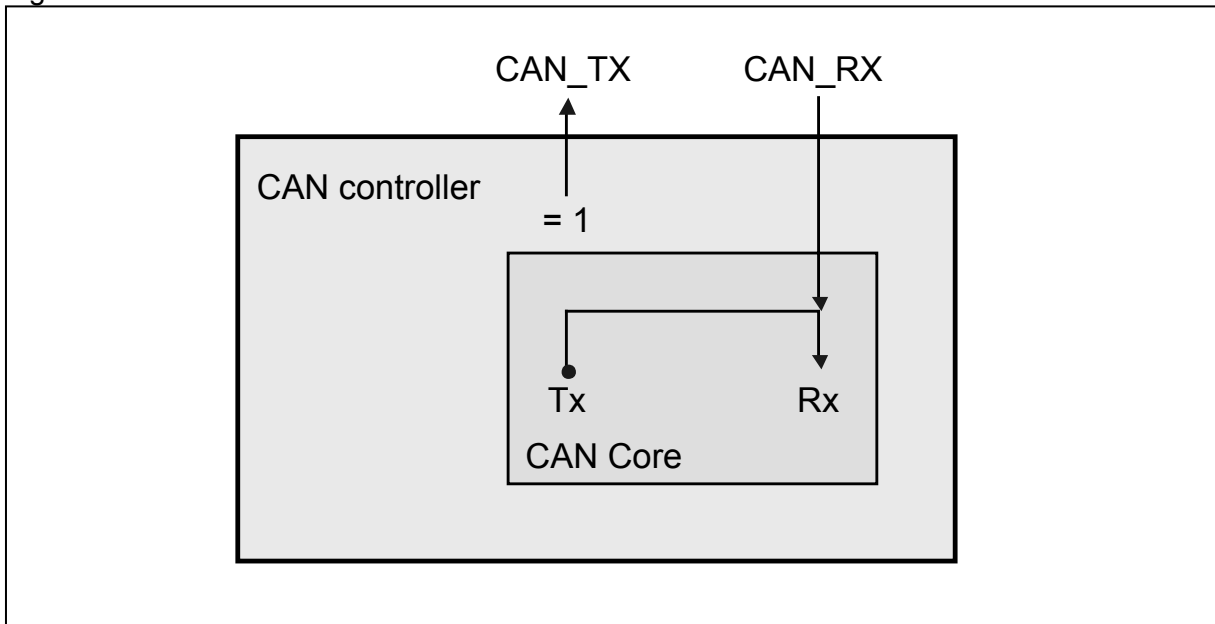 CAN_TX CAN_RX
CAN controller
= 1
Tx Rx
CAN Core